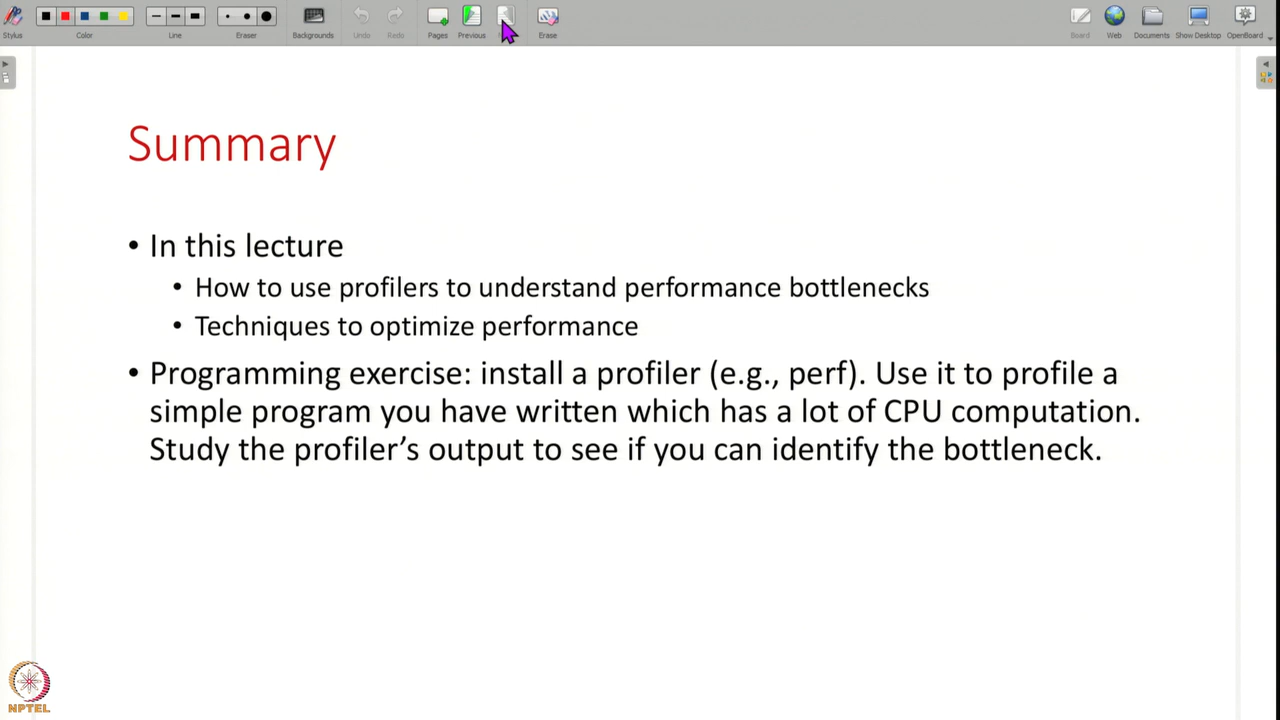 Stylus
Color
Line
Eraser
Backgrounds
Undo
Redo
Pages
Previous
Erase
Board
Web
Documents
Show Desktop
OpenBoard
Summary
• In this lecture
• How to use profilers to understand performance bottlenecks
• Techniques to optimize performance
• Programming exercise: install a profiler (e.g., perf). Use it to profile a
simple program you have written which has a lot of CPU computation.
Study the profiler’s output to see if you can identify the bottleneck.
NPTEL